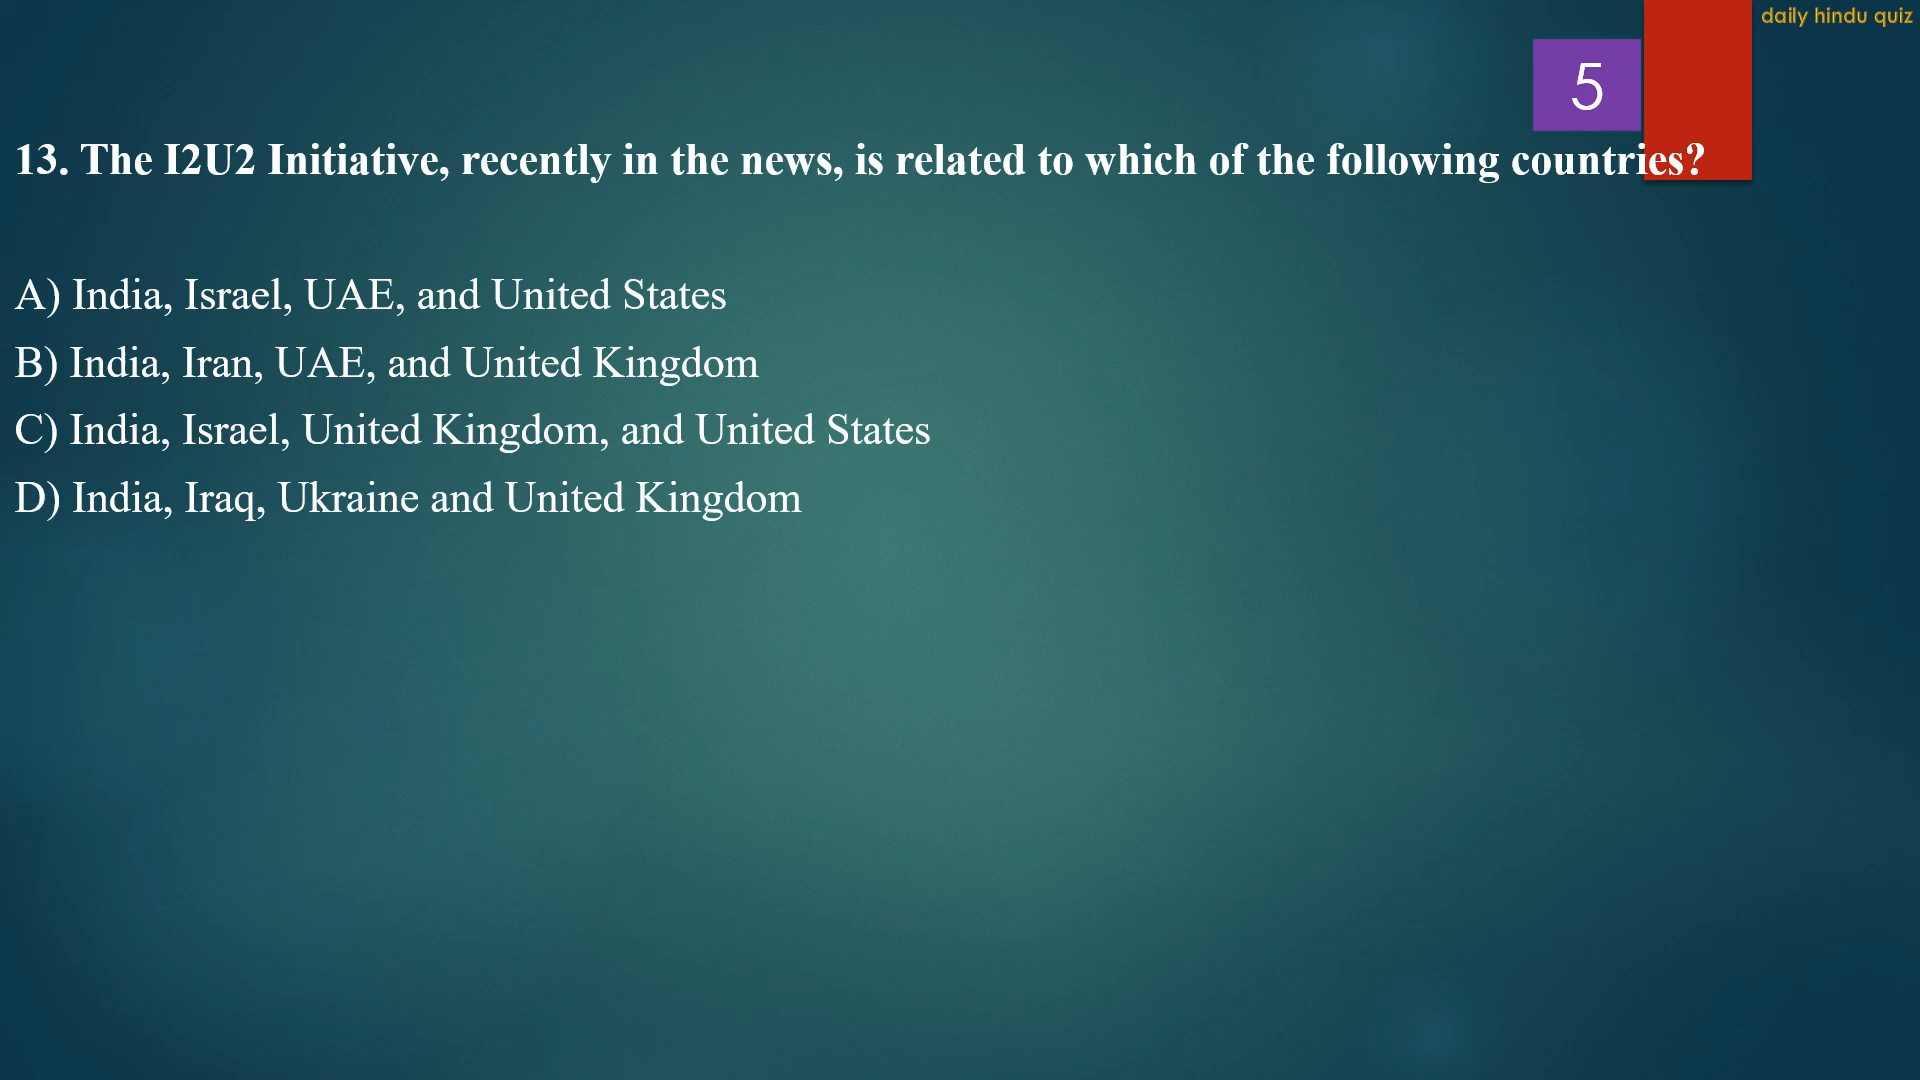 daily hindu quiz
5
13. The I2U2 Initiative, recently in the news, is related to which of the following countries?
A) India, Israel, UAE, and United States
B) India, Iran, UAE, and United Kingdom
C) India, Israel, United Kingdom, and United States
D) India, Iraq, Ukraine and United Kingdom